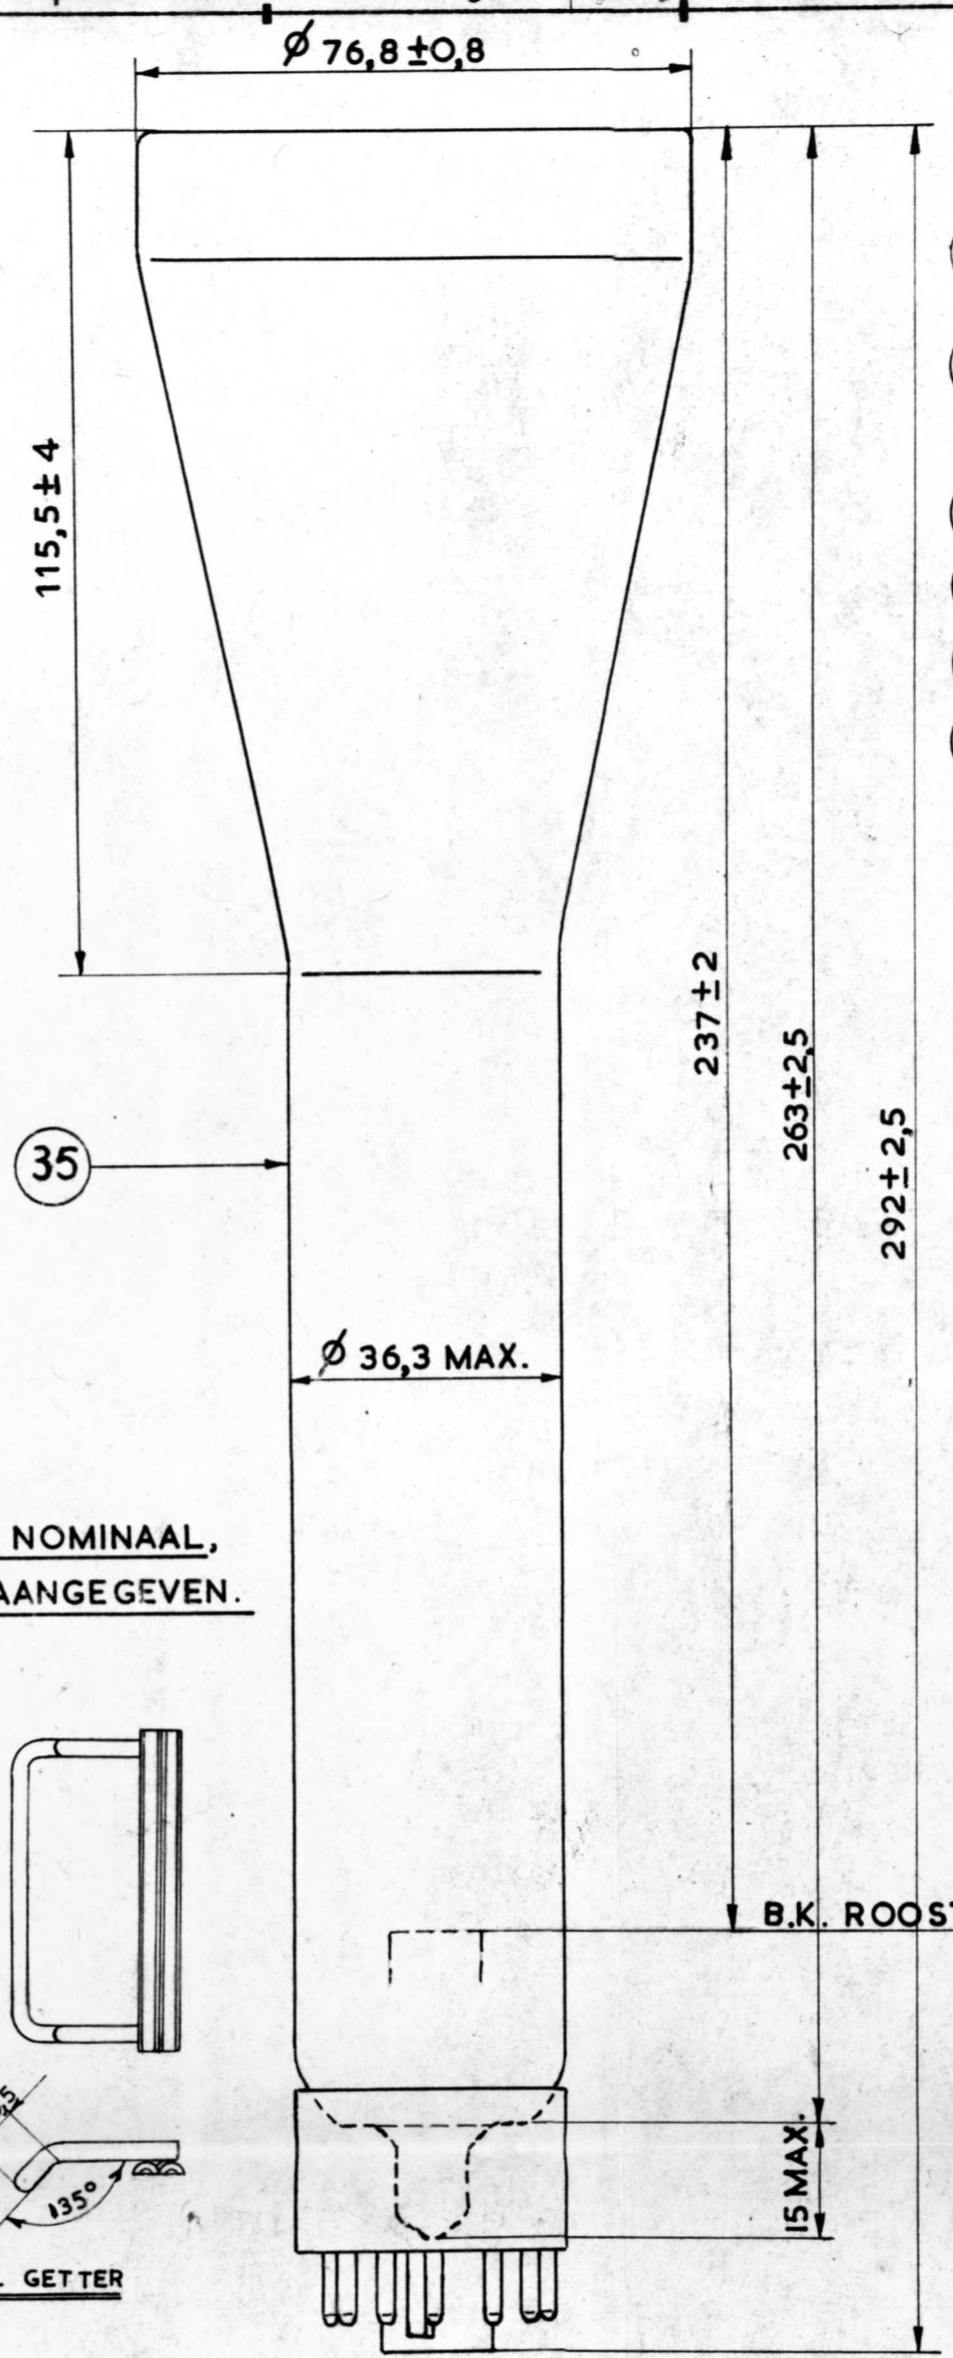 Ø 76,8 ±0,8
115,5 ± 4
237 ± 2
263 ± 2,5
292 ± 2,5
35
Ø 36,3 MAX.
NOMINAAL,
AANGEGEVEN.
B.K.
15 MAX.
135°
GETTER